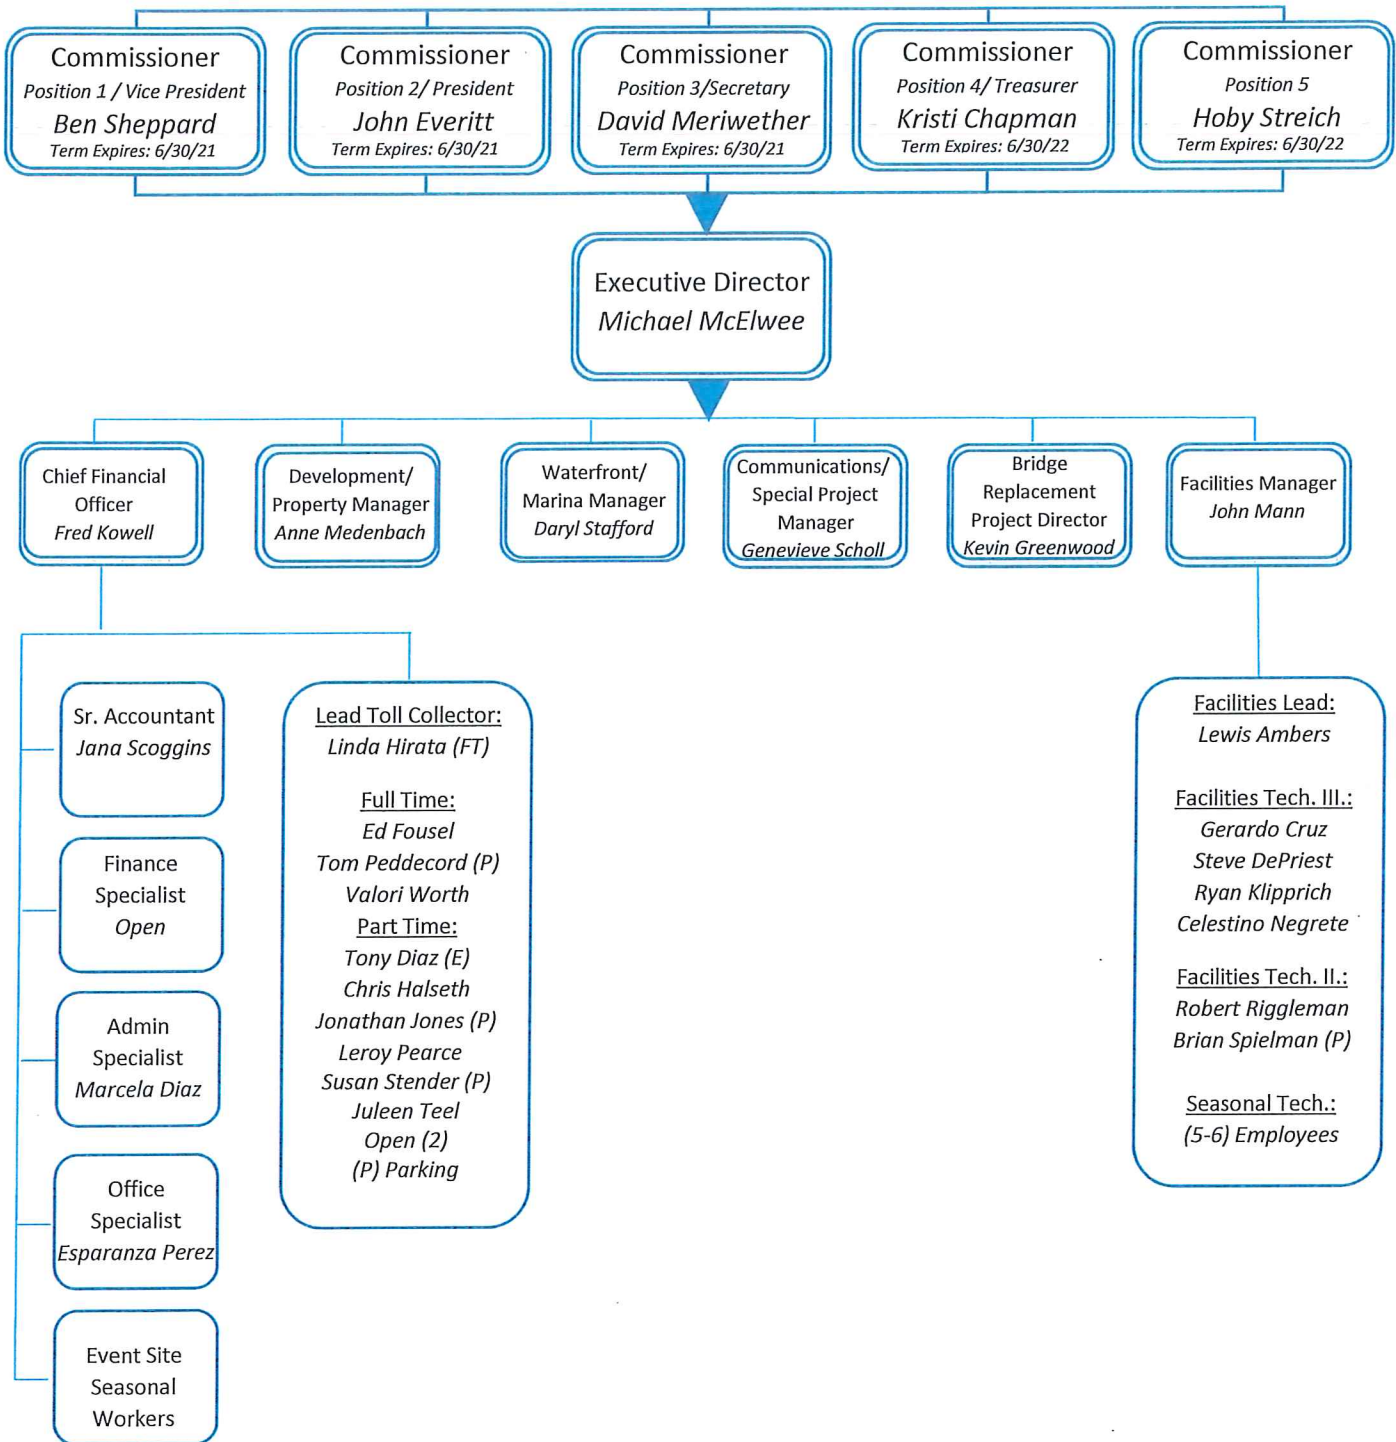 Commissioner
Position 1 / Vice President
Ben Sheppard
Term Expires: 6/30/21
Commissioner
Position 2/ President
John Everitt
Term Expires: 6/30/21
Commissioner
Position 3/Secretary
David Meriwether
Term Expires: 6/30/21
Commissioner
Position 4/ Treasurer
Kristi Chapman
Term Expires: 6/30/22
Commissioner
Position 5
Hoby Streich
Term Expires: 6/30/22
Executive Director
Michael McElwee
Chief Financial
Officer
Fred Kowell
Development/
Property Manager
Anne Medenbach
Waterfront/
Marina Manager
Daryl Stafford
Communications/
Special Project
Manager
Genevieve Scholl
Bridge
Replacement
Project Director
Kevin Greenwood
Facilities Manager
John Mann
Sr. Accountant
Jana Scoggins
Finance
Specialist
Open
Admin
Specialist
Marcela Diaz
Office
Specialist
Esparanza Perez
Event Site
Seasonal
Workers
Lead Toll Collector:
Linda Hirata (FT)
Full Time:
Ed Fousel
Tom Peddecord (P)
Valori Worth
Part Time:
Tony Diaz (E)
Chris Halseth
Jonathan Jones (P)
Leroy Pearce
Susan Stender (P)
Juleen Teel
Open (2)
(P) Parking
Facilities Lead:
Lewis Ambers
Facilities Tech. III.:
Gerardo Cruz
Steve DePriest
Ryan Klipprich
Celestino Negrete
Facilities Tech. II.:
Robert Riggleman
Brian Spielman (P)
Seasonal Tech.:
(5-6) Employees